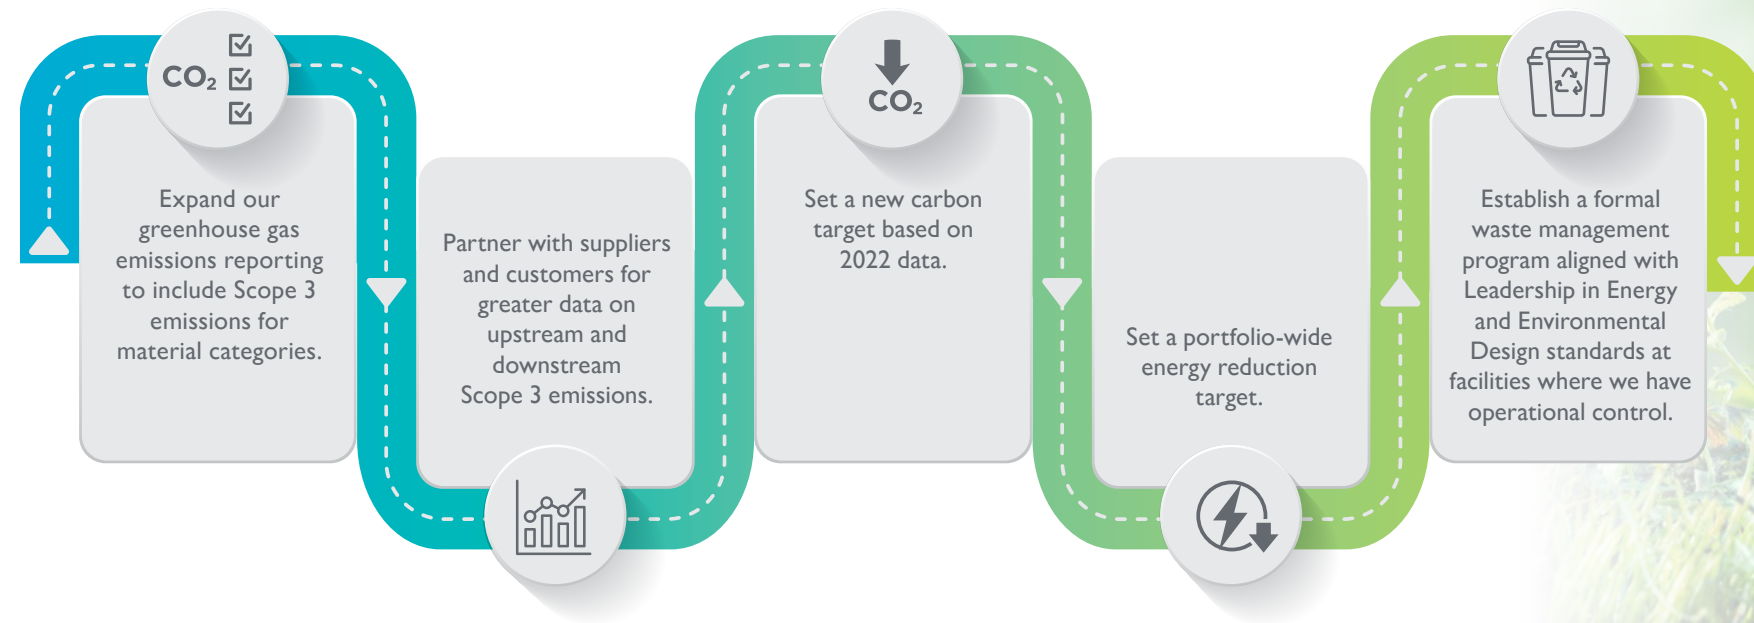 CO₂
Expand our
greenhouse gas
emissions reporting
to include Scope 3
emissions for
material categories.
Partner with suppliers
and customers for
greater data on
upstream and
downstream
Scope 3 emissions.
CO₂
Set a new carbon
target based on
2022 data.
Set a portfolio-wide
energy reduction
target.
Establish a formal
waste management
program aligned with
Leadership in Energy
and Environmental
Design standards at
facilities where we have
operational control.